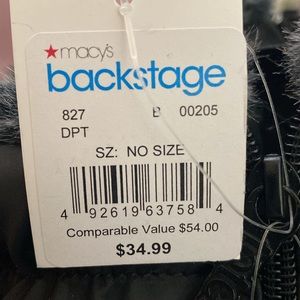 macy's
backstage
827 B 00205
DPT
SZ: NO SIZE
4 92619 63758 4
Comparable Value $54.00
$34.99